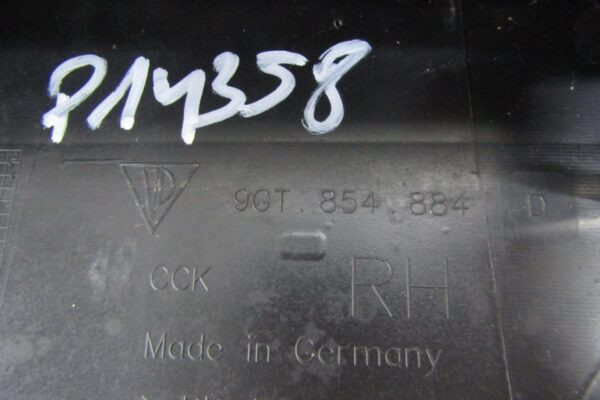 P14358
9GT.854.884 D
CCK RH
Made in Germany